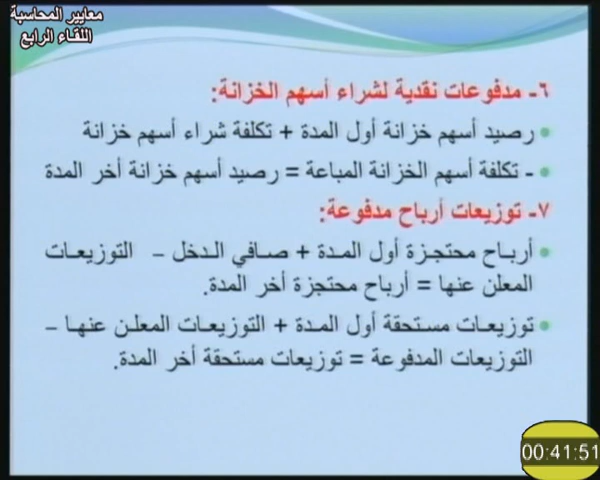 معايير المحاسبة
اللقاء الرابع
٦- مدفوعات نقدية لشراء أسهم الخزانة:
رصيد أسهم خزانة أول المدة + تكلفة شراء أسهم خزانة
- تكلفة أسهم الخزانة المباعة = رصيد أسهم خزانة أخر المدة
٧- توزيعات أرباح مدفوعة:
أرباح محتجزة أول المدة + صافي الدخل – التوزيعات
المعلن عنها = أرباح محتجزة أخر المدة.
توزيعات مستحقة أول المدة + التوزيعات المعلن عنها –
التوزيعات المدفوعة = توزيعات مستحقة أخر المدة.
00:41:51